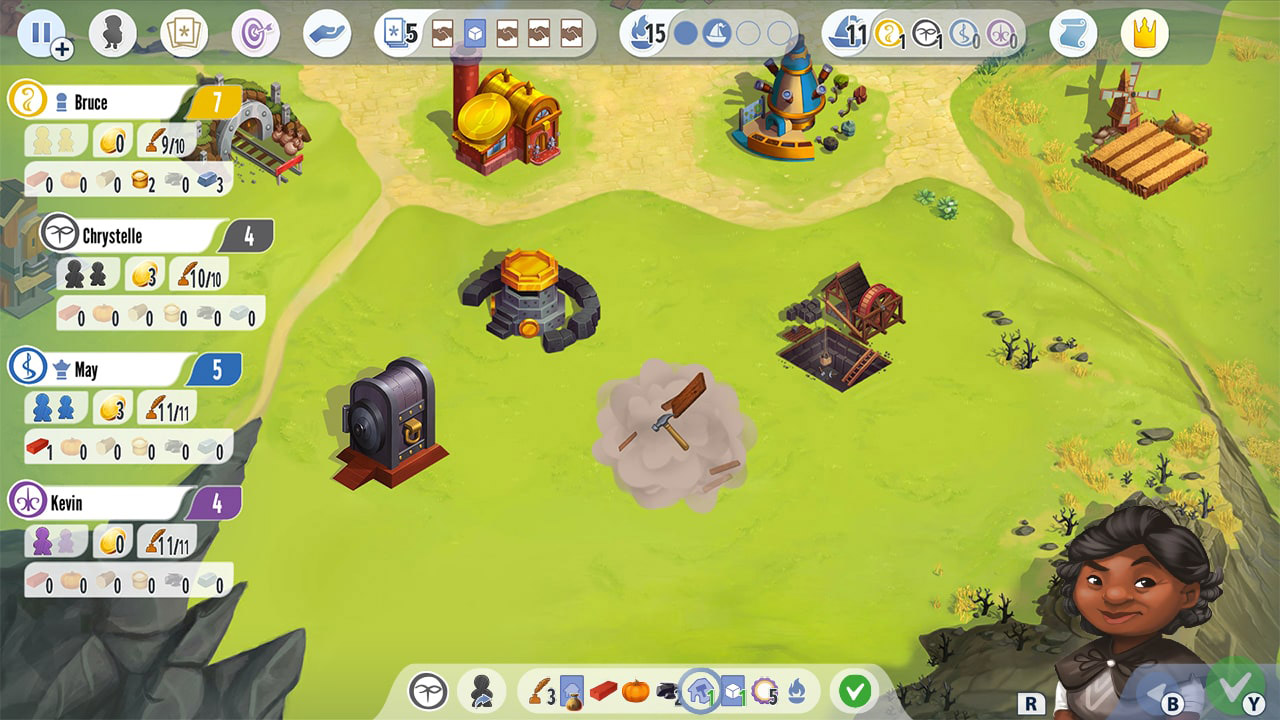 5 15 11 1 1 0 0
Bruce 7
0 9/10
0 0 0 2 0 3
Chrystelle 4
3 10/10
0 0 0 0 0 0
May 5
3 11/11
1 0 0 0 0 0
Kevin 4
0 11/11
0 0 0 0 0 0
3 2 1 1 5
R B Y